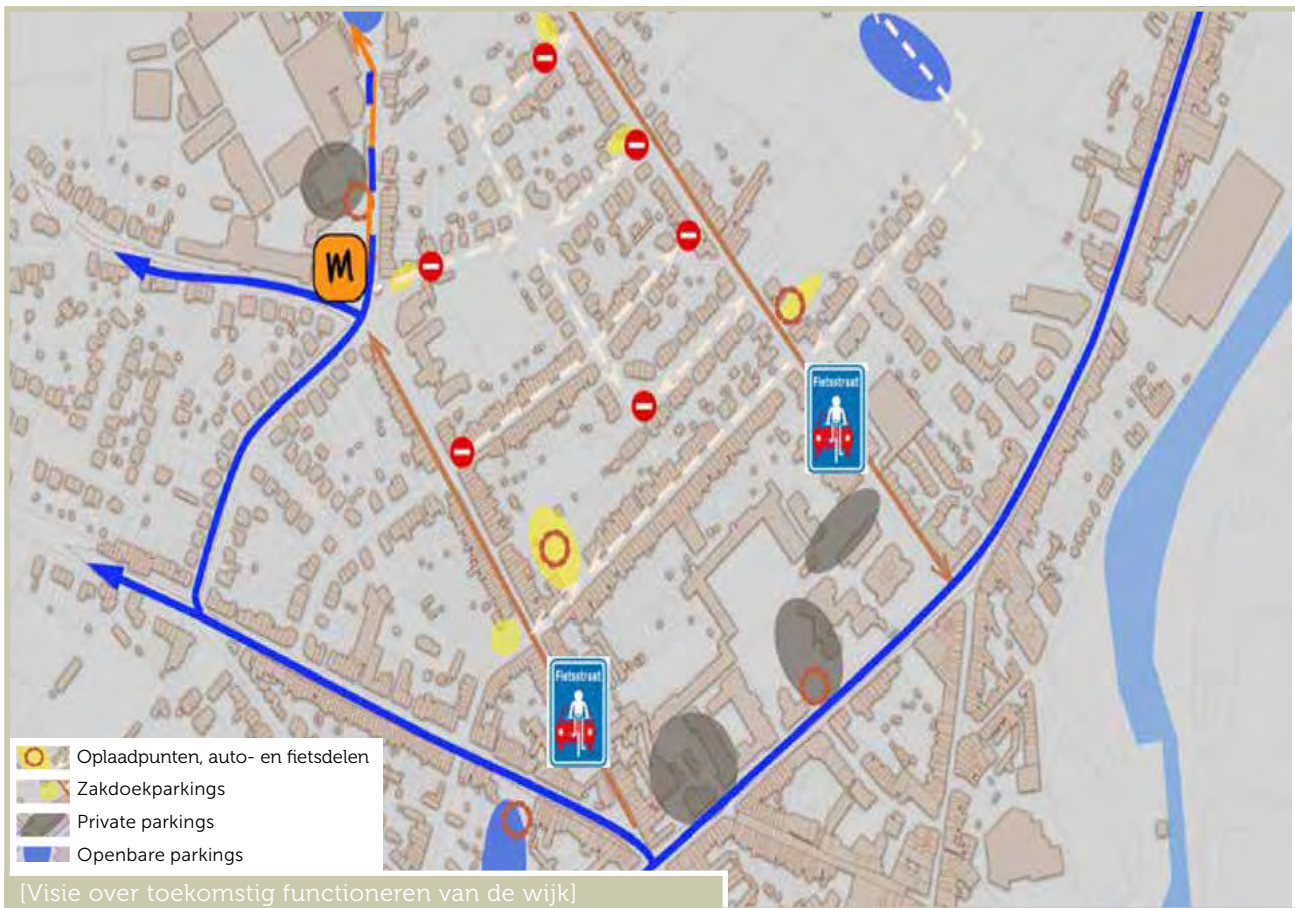 M
Fietsstraat
Fietsstraat
Oplaadpunten, auto- en fietsdelen
Zakdoekparkings
Private parkings
Openbare parkings
[Visie over toekomstig functioneren van de wijk]